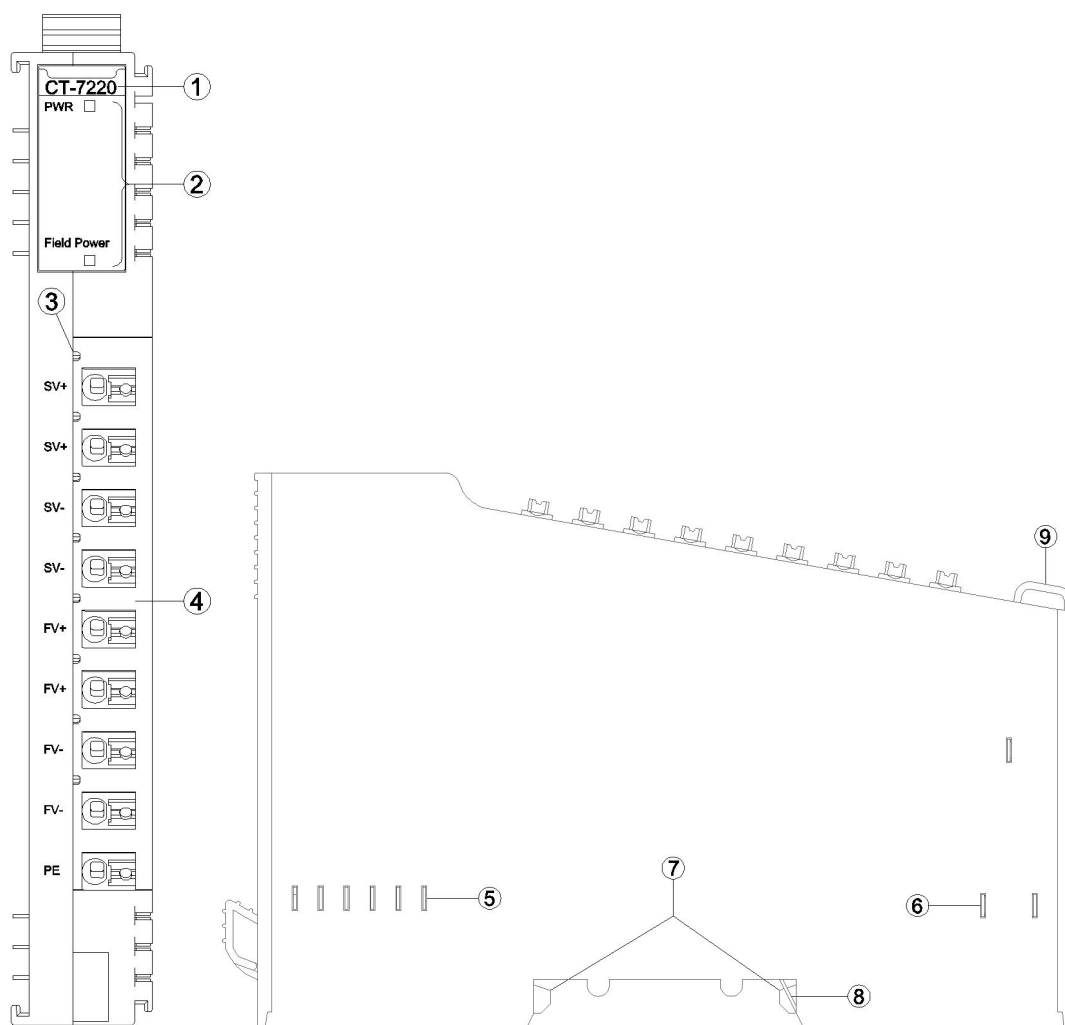 CT-7220
1
PWR
2
Field Power
3
SV+
SV+
SV-
SV-
4
FV+
FV+
FV-
FV-
PE
9
7
5
6
8